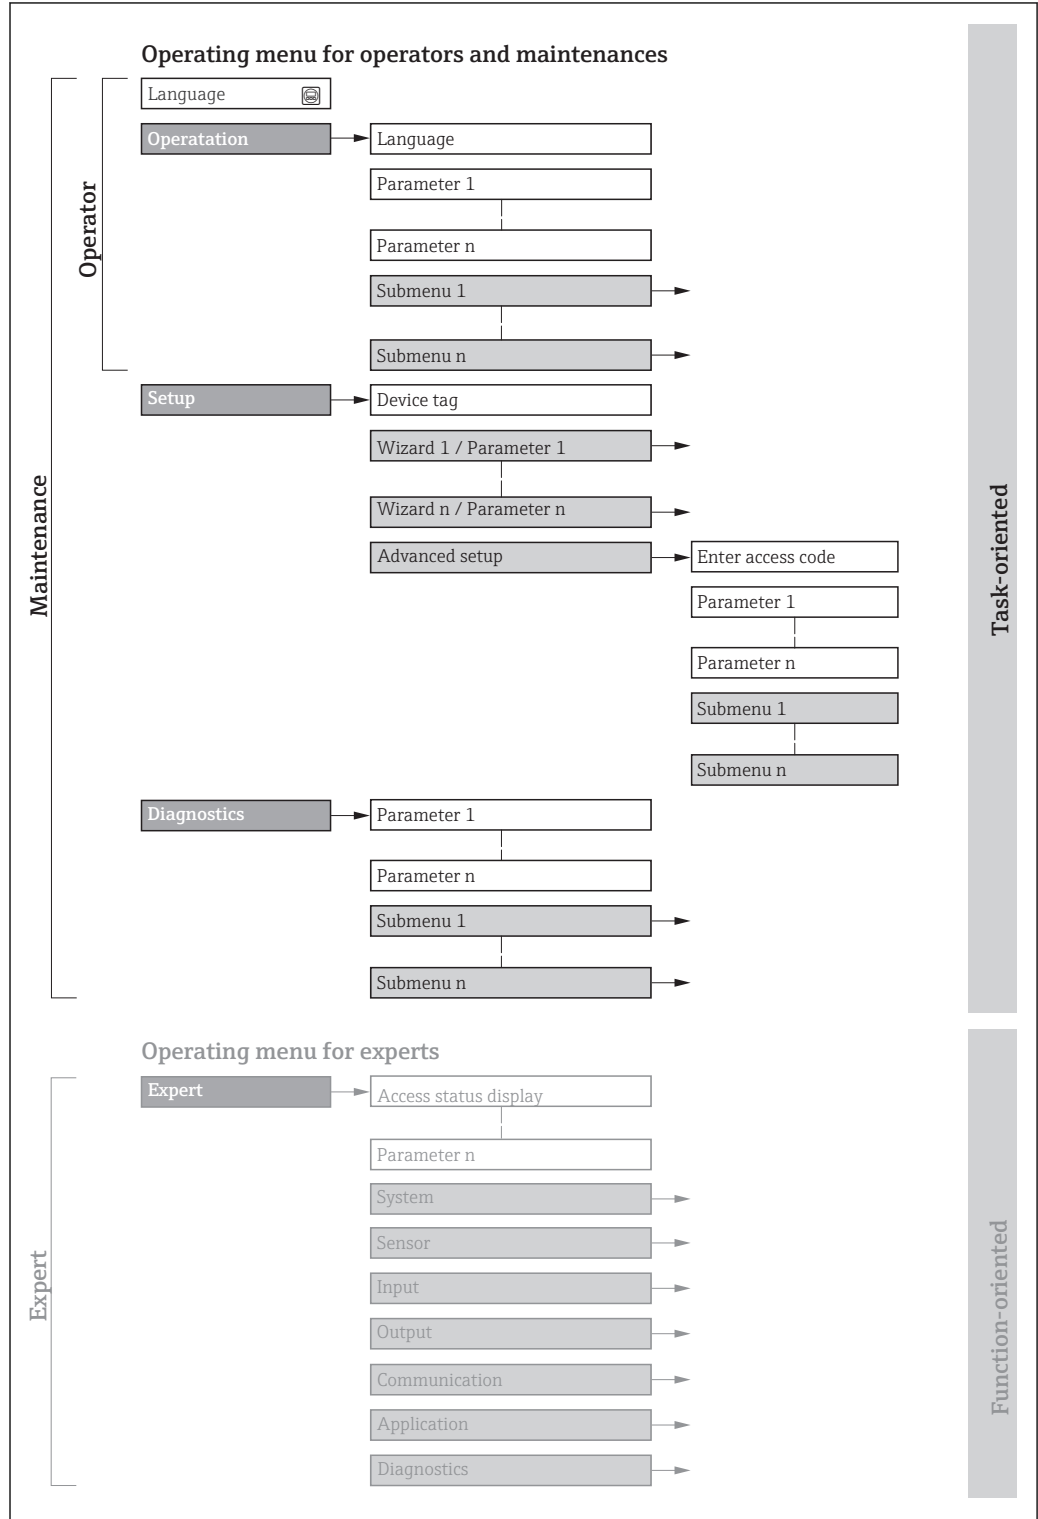 Operating menu for operators and maintenances
Language
Operatation
Language
Parameter 1
Parameter n
Submenu 1
Submenu n
Operator
Setup
Device tag
Wizard 1 / Parameter 1
Wizard n / Parameter n
Advanced setup
Enter access code
Parameter 1
Parameter n
Submenu 1
Submenu n
Maintenance
Task-oriented
Diagnostics
Parameter 1
Parameter n
Submenu 1
Submenu n
Operating menu for experts
Expert
Access status display
Parameter n
System
Sensor
Input
Output
Communication
Application
Diagnostics
Expert
Function-oriented